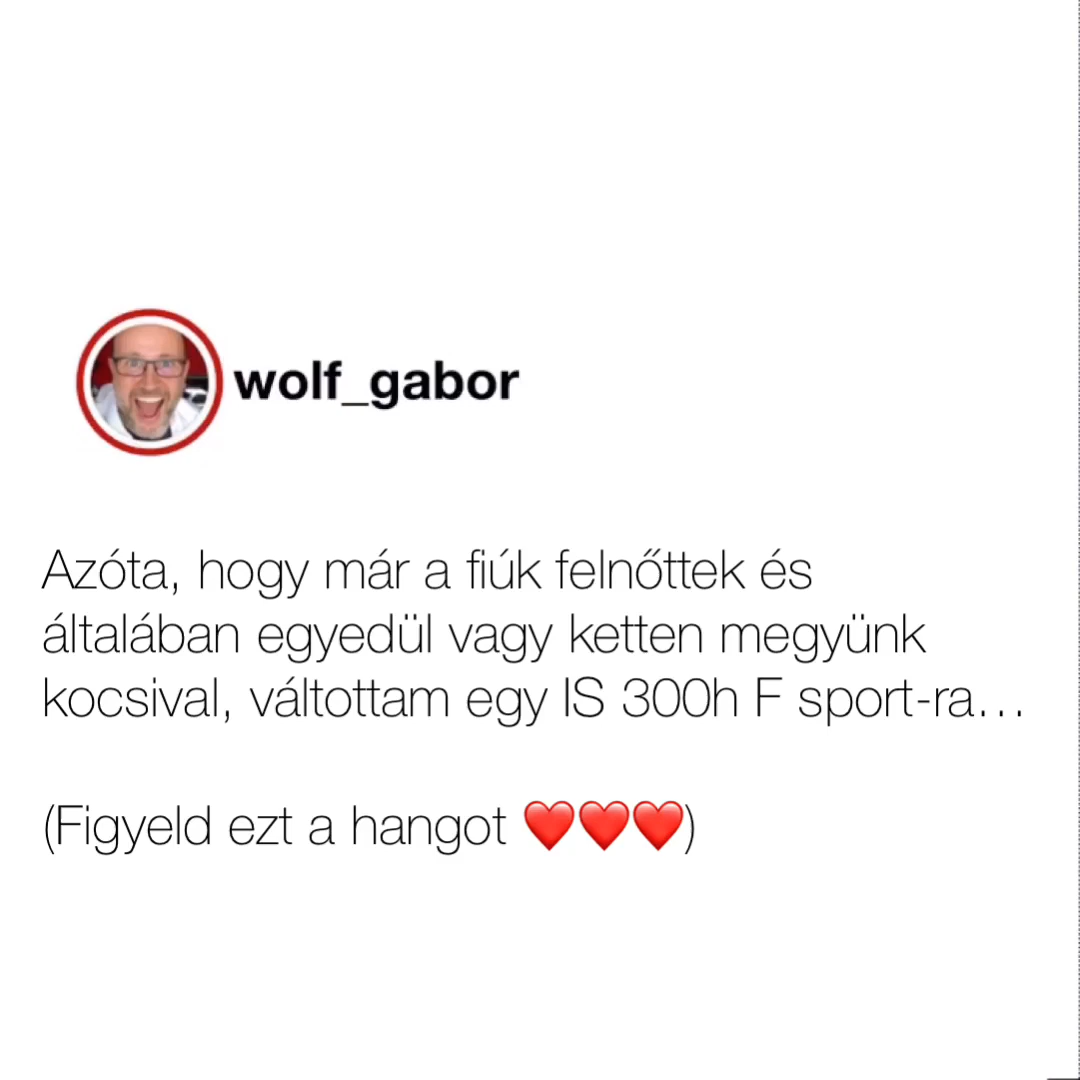 wolf_gabor
Azóta, hogy már a fiúk felnőttek és
általában egyedül vagy ketten megyünk
kocsival, váltottam egy IS 300h F sport-ra…
(Figyeld ezt a hangot ❤️❤️❤️)